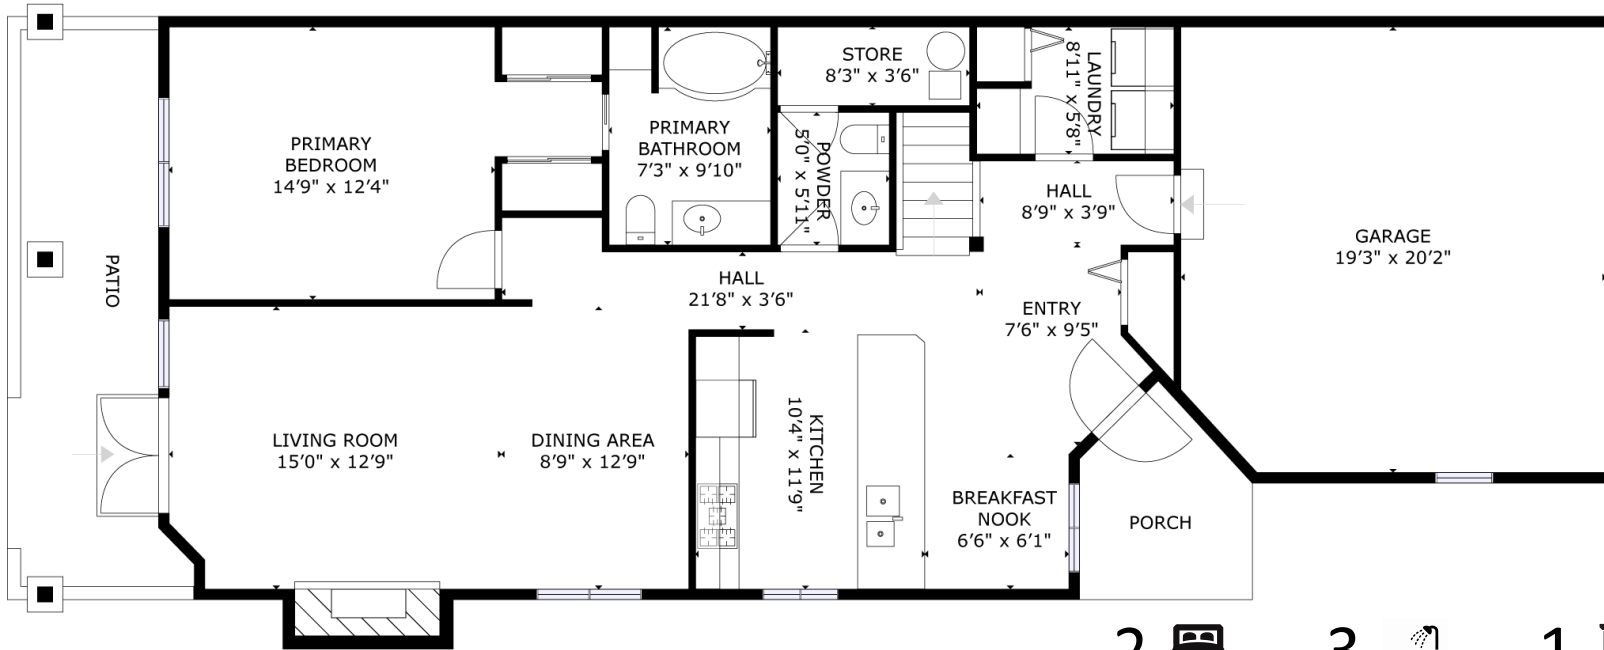 STORE
8'3" x 3'6"
LAUNDRY
8'11" x 5'8"
PRIMARY
BEDROOM
14'9" x 12'4"
PRIMARY
BATHROOM
7'3" x 9'10"
POWDER
5'0" x 5'11"
HALL
8'9" x 3'9"
GARAGE
19'3" x 20'2"
PATIO
HALL
21'8" x 3'6"
ENTRY
7'6" x 9'5"
LIVING ROOM
15'0" x 12'9"
DINING AREA
8'9" x 12'9"
KITCHEN
10'4" x 11'9"
BREAKFAST
NOOK
6'6" x 6'1"
PORCH
2 3 1